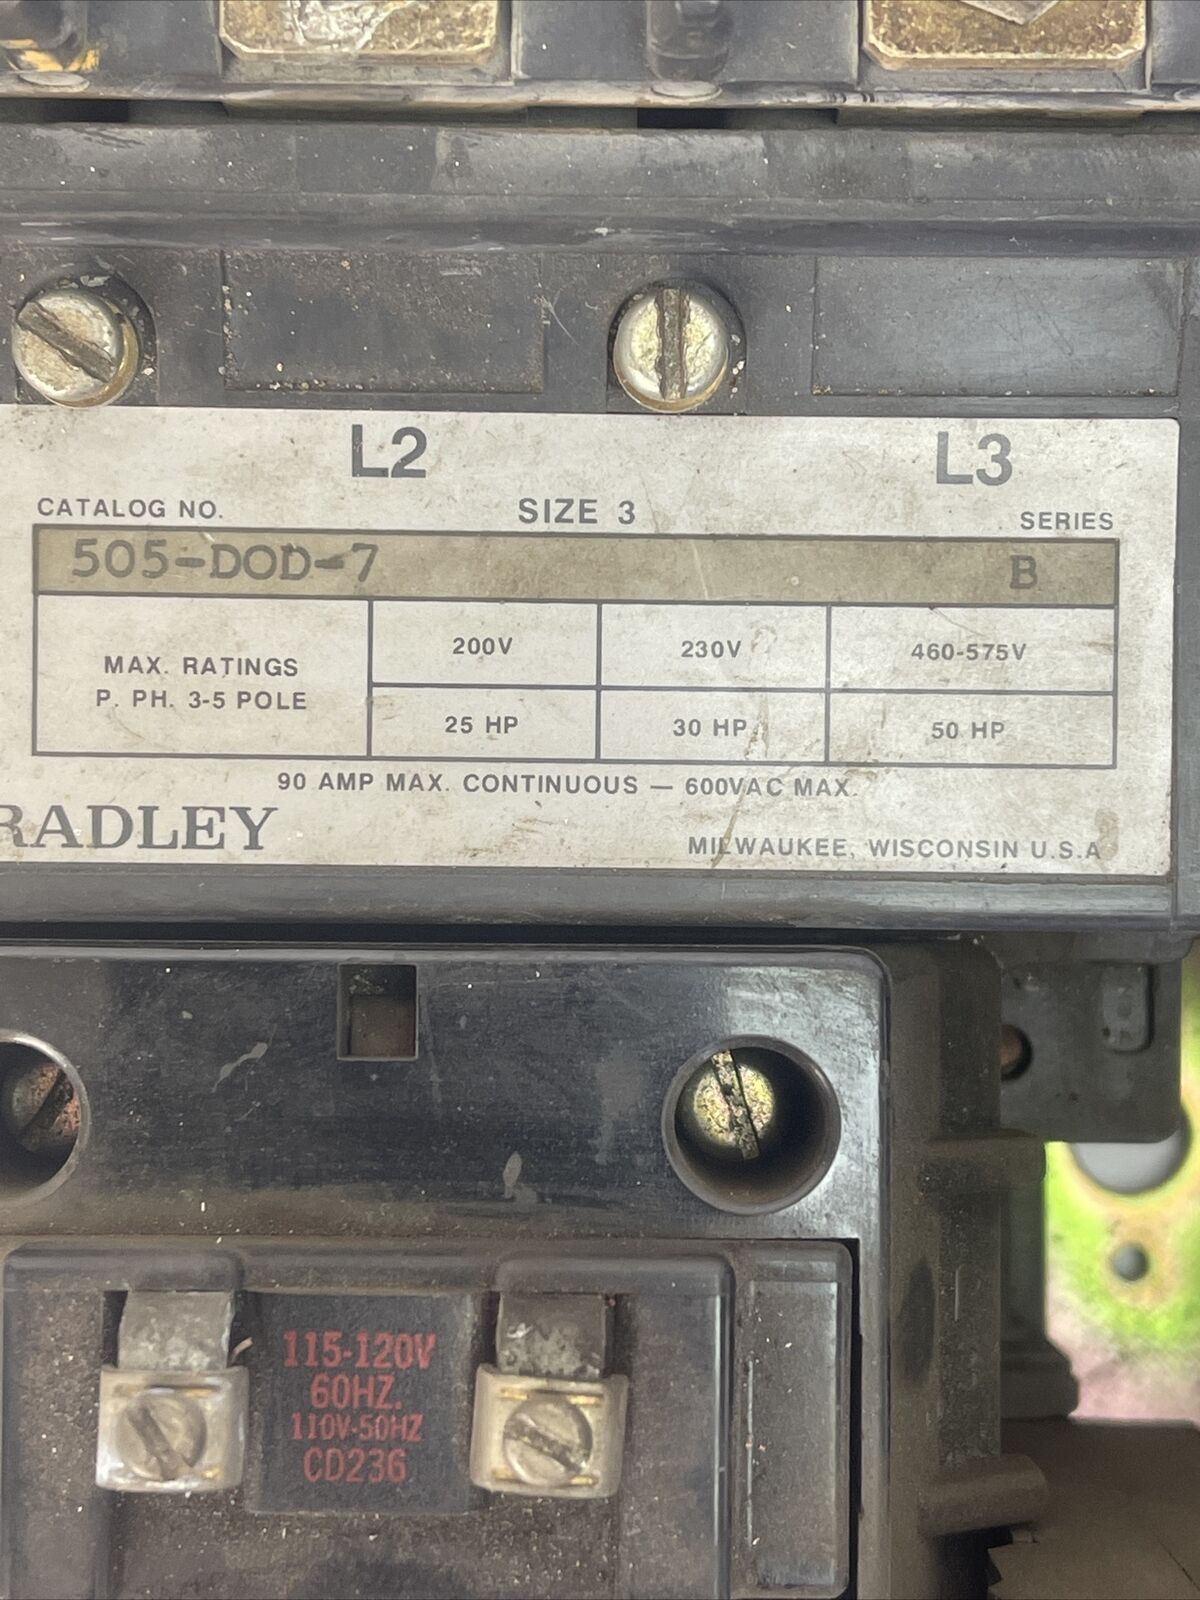 L2 L3
CATALOG NO. SIZE 3 SERIES
505-DOD-7 B
MAX. RATINGS
P. PH. 3-5 POLE
200V 230V 460-575V
25 HP 30 HP 50 HP
90 AMP MAX. CONTINUOUS — 600VAC MAX.
RADLEY
MILWAUKEE, WISCONSIN U.S.A
115-120V
60HZ.
110V-50HZ
CD236